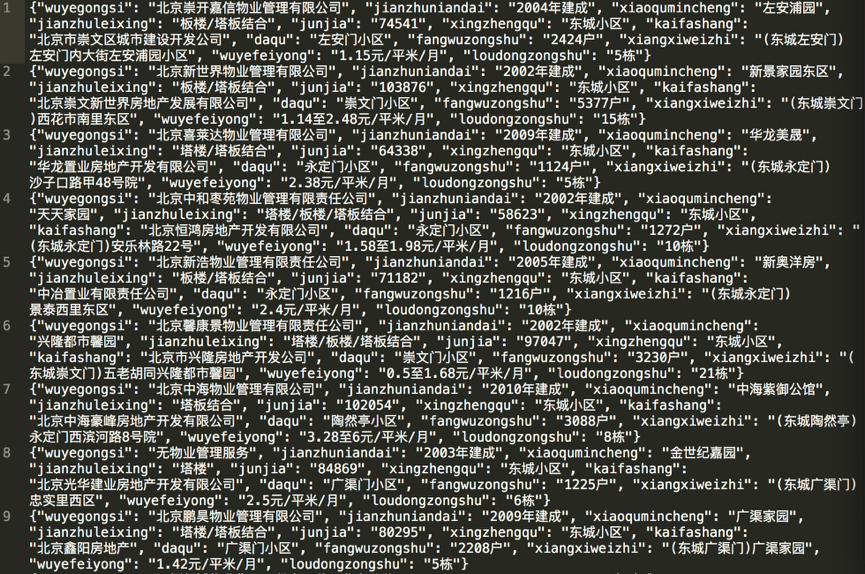 1 {"wuyegongsi": "北京崇开嘉信物业管理有限公司", "jianzhuniandai": "2004年建成", "xiaoqumincheng": "左安浦园",
"jianzhuleixing": "板楼/塔板结合", "junjia": "74541", "xingzhengqu": "东城小区", "kaifashang":
"北京市崇文区城市建设开发公司", "daqu": "左安门小区", "fangwuzongshu": "2424户", "xiangxiweizhi": "(东城左安门)
左安门内大街左安浦园小区", "wuyefeiyong": "1.15元/平米/月", "loudongzongshu": "5栋"}
2 {"wuyegongsi": "北京新世界物业管理有限公司", "jianzhuniandai": "2002年建成", "xiaoqumincheng": "新景家园东区",
"jianzhuleixing": "板楼/塔板结合", "junjia": "103876", "xingzhengqu": "东城小区", "kaifashang":
"北京崇文新世界房地产发展有限公司", "daqu": "崇文门小区", "fangwuzongshu": "5377户", "xiangxiweizhi": "(东城崇文门
)西花市南里东区", "wuyefeiyong": "1.14至2.48元/平米/月", "loudongzongshu": "15栋"}
3 {"wuyegongsi": "北京喜莱达物业管理有限公司", "jianzhuniandai": "2009年建成", "xiaoqumincheng": "华龙美晟",
"jianzhuleixing": "塔楼/塔板结合", "junjia": "64338", "xingzhengqu": "东城小区", "kaifashang":
"华龙置业房地产开发有限公司", "daqu": "永定门小区", "fangwuzongshu": "1124户", "xiangxiweizhi": "(东城永定门)
沙子口路甲48号院", "wuyefeiyong": "2.38元/平米/月", "loudongzongshu": "5栋"}
4 {"wuyegongsi": "北京中和枣苑物业管理有限责任公司", "jianzhuniandai": "2002年建成", "xiaoqumincheng":
"天天家园", "jianzhuleixing": "塔楼/板楼/塔板结合", "junjia": "58623", "xingzhengqu": "东城小区",
"kaifashang": "北京恒鸿房地产开发有限公司", "daqu": "永定门小区", "fangwuzongshu": "1272户", "xiangxiweizhi": "
(东城永定门)安乐林路22号", "wuyefeiyong": "1.58至1.98元/平米/月", "loudongzongshu": "10栋"}
5 {"wuyegongsi": "北京新浩物业管理有限责任公司", "jianzhuniandai": "2005年建成", "xiaoqumincheng": "新奥洋房",
"jianzhuleixing": "板楼/塔板结合", "junjia": "71182", "xingzhengqu": "东城小区", "kaifashang":
"中冶置业有限责任公司", "daqu": "永定门小区", "fangwuzongshu": "1216户", "xiangxiweizhi": "(东城永定门)
景泰西里东区", "wuyefeiyong": "2.4元/平米/月", "loudongzongshu": "10栋"}
6 {"wuyegongsi": "北京馨康景物业管理有限责任公司", "jianzhuniandai": "2002年建成", "xiaoqumincheng":
"兴隆都市馨园", "jianzhuleixing": "塔楼/板楼/塔板结合", "junjia": "97047", "xingzhengqu": "东城小区",
"kaifashang": "北京市兴隆房地产开发公司", "daqu": "崇文门小区", "fangwuzongshu": "3230户", "xiangxiweizhi": "(
东城崇文门)五老胡同兴隆都市馨园", "wuyefeiyong": "0.5至1.68元/平米/月", "loudongzongshu": "21栋"}
7 {"wuyegongsi": "北京中海物业管理有限公司", "jianzhuniandai": "2010年建成", "xiaoqumincheng": "中海紫御公馆",
"jianzhuleixing": "塔板结合", "junjia": "102054", "xingzhengqu": "东城小区", "kaifashang":
"北京中海豪峰房地产开发有限公司", "daqu": "陶然亭小区", "fangwuzongshu": "3088户", "xiangxiweizhi": "(东城陶然亭)
永定门西滨河路8号院", "wuyefeiyong": "3.28至6元/平米/月", "loudongzongshu": "8栋"}
8 {"wuyegongsi": "无物业管理服务", "jianzhuniandai": "2003年建成", "xiaoqumincheng": "金世纪嘉园",
"jianzhuleixing": "塔楼", "junjia": "84869", "xingzhengqu": "东城小区", "kaifashang":
"北京光华建业房地产开发有限公司", "daqu": "广渠门小区", "fangwuzongshu": "1225户", "xiangxiweizhi": "(东城广渠门)
忠实里西区", "wuyefeiyong": "2.5元/平米/月", "loudongzongshu": "6栋"}
9 {"wuyegongsi": "北京鹏昊物业管理有限公司", "jianzhuniandai": "2009年建成", "xiaoqumincheng": "广渠家园",
"jianzhuleixing": "塔楼/塔板结合", "junjia": "80295", "xingzhengqu": "东城小区", "kaifashang":
"北京鑫阳房地产", "daqu": "广渠门小区", "fangwuzongshu": "2208户", "xiangxiweizhi": "(东城广渠门)广渠家园",
"wuyefeiyong": "1.42元/平米/月", "loudongzongshu": "5栋"}